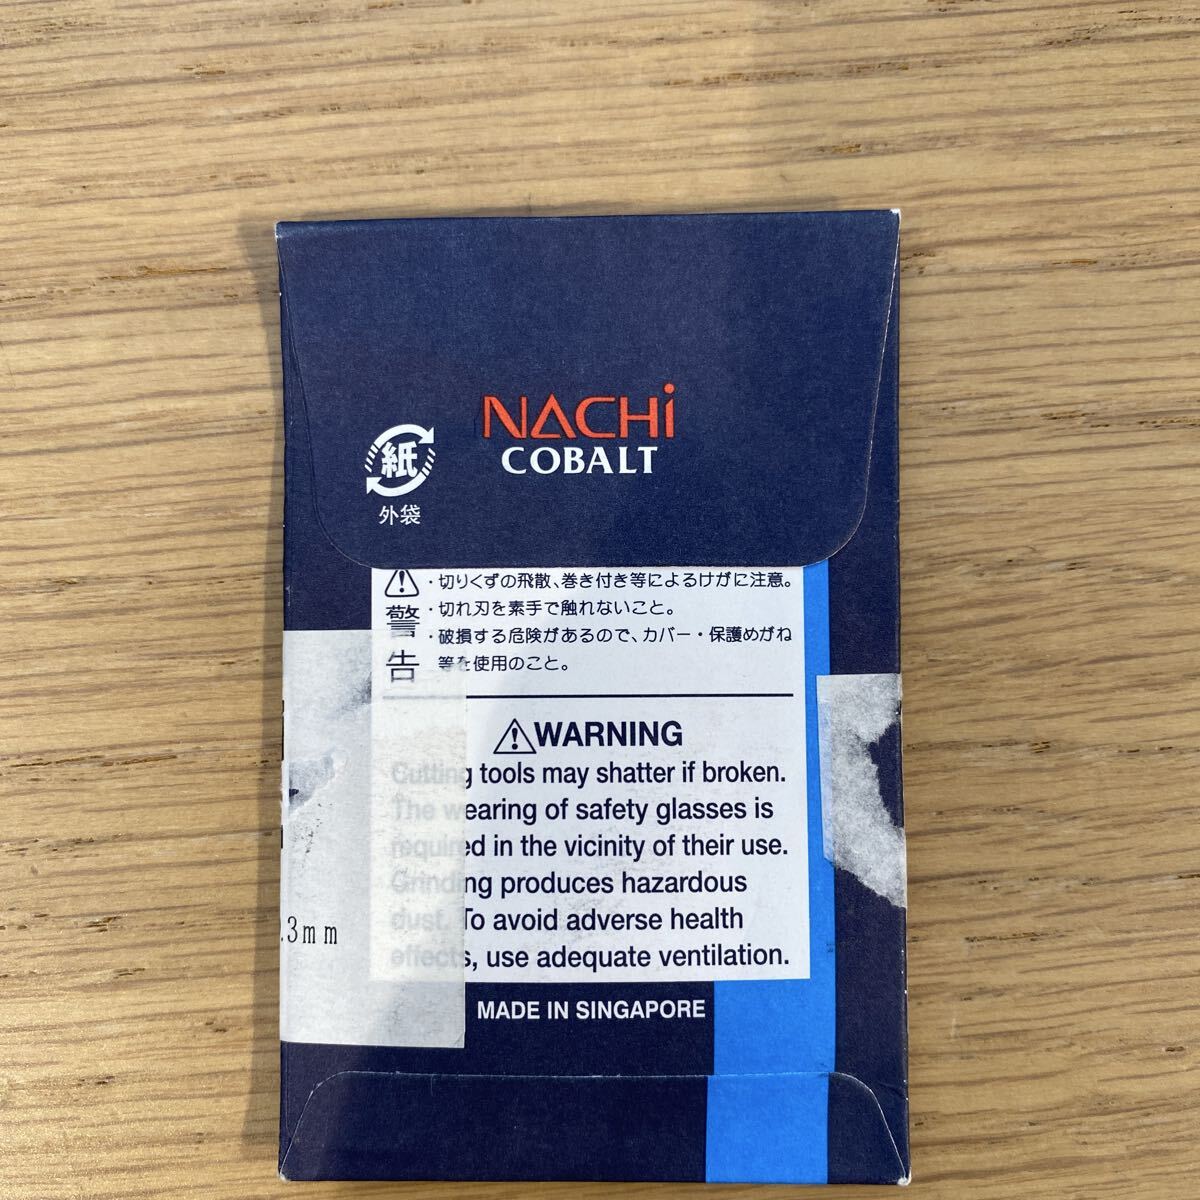 NACHi
COBALT
紙
外袋
警告
・切りくずの飛散、巻き付き等によるけがに注意。
・切れ刃を素手で触れないこと。
・破損する危険があるので、カバー・保護めがね
等を使用のこと。
WARNING
Cutting tools may shatter if broken.
The wearing of safety glasses is
required in the vicinity of their use.
Grinding produces hazardous
dust. To avoid adverse health
effects, use adequate ventilation.
.3mm
MADE IN SINGAPORE